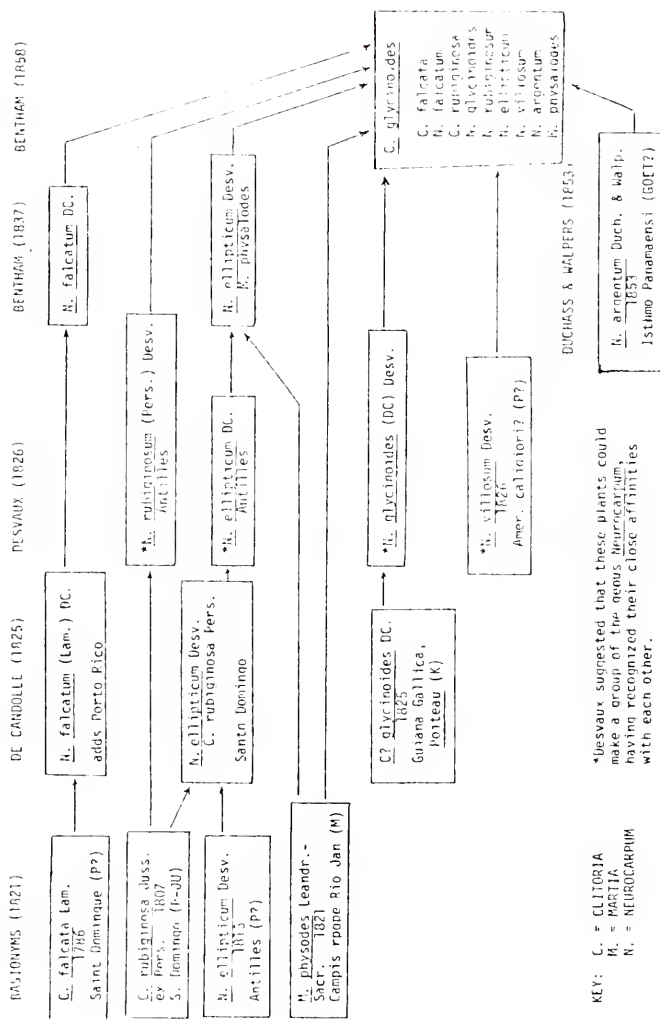 BASIONYMS (1821)
DE CANDOLLE (1825)
DESVAUX (1826)
BENTHAM (1837)
BENTHAM (1858)
C. falcata Lam.
1786
Saint Domingue (P?)
N. falcatum (Lam.) DC.
adds Porto Rico
N. falcatum DC.
C. rubiginosa Juss.
ex Pers. 1807
S. Domingo (P-JU)
*N. rubiginosum (Pers.) Desv.
Antilles
N. ellipticum Desv.
1813
Antilles (P?)
N. ellipticum Desv.
C. rubiginosa Pers.
Santo Domingo
*N. ellipticum DC.
Antilles
N. ellipticum Desv.
M. physalodes
M. physodes Leandr.-
Sacr. 1821
Campis rpope Rio Jan (M)
C. glycinoides
C. falcata
N. falcatum
C. rubiginosa
N. glycinoides
N. rubiginosum
N. ellipticum
N. villosum
N. argentum
M. physalodes
C? glycinoides DC.
1825
Guiana Gallica,
Poiteau (K)
*N. glycinoides (DC) Desv.
*N. villosum Desv.
1826
Amer. calidiori? (P?)
DUCHASS & WALPERS (1853)
N. argentum Duch. & Walp.
1853
Isthmo Panamaensi (GOET?)
KEY: C. = CLITORIA
M. = MARTIA
N. = NEUROCARPUM
*Desvaux suggested that these plants could
make a group of the genus Neurocarpum,
having recognized their close affinities
with each other.